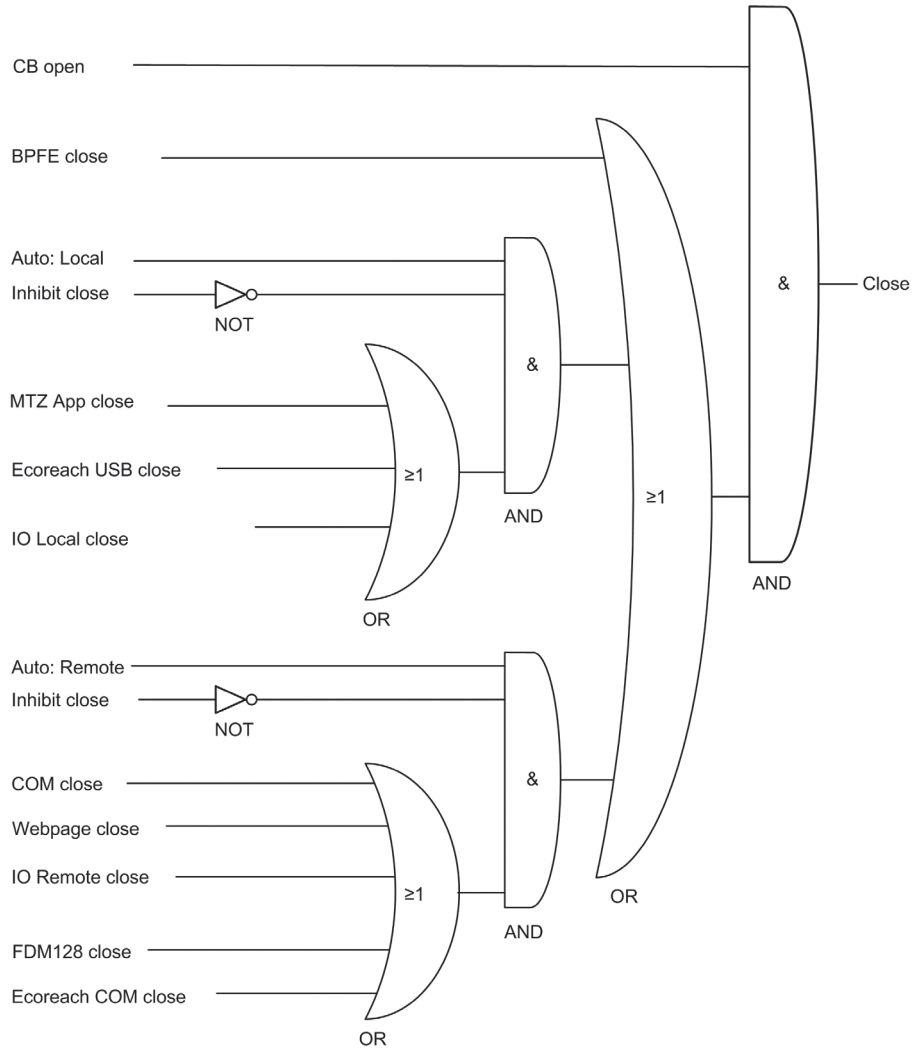 CB open
BPFE close
Auto: Local
Inhibit close
NOT
MTZ App close
Ecoreach USB close
IO Local close
≥1
OR
&
AND
Auto: Remote
Inhibit close
NOT
COM close
Webpage close
IO Remote close
FDM128 close
Ecoreach COM close
≥1
OR
&
AND
≥1
OR
&
AND
Close